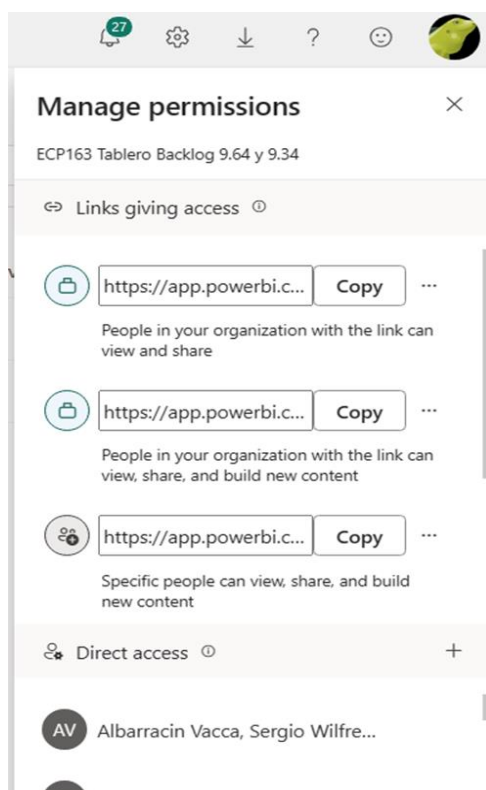 27
?
Manage permissions
ECP163 Tablero Backlog 9.64 y 9.34
Links giving access
https://app.powerbi.c... Copy ...
People in your organization with the link can
view and share
https://app.powerbi.c... Copy ...
People in your organization with the link can
view, share, and build new content
https://app.powerbi.c... Copy ...
Specific people can view, share, and build
new content
Direct access
AV Albarracin Vacca, Sergio Wilfre...